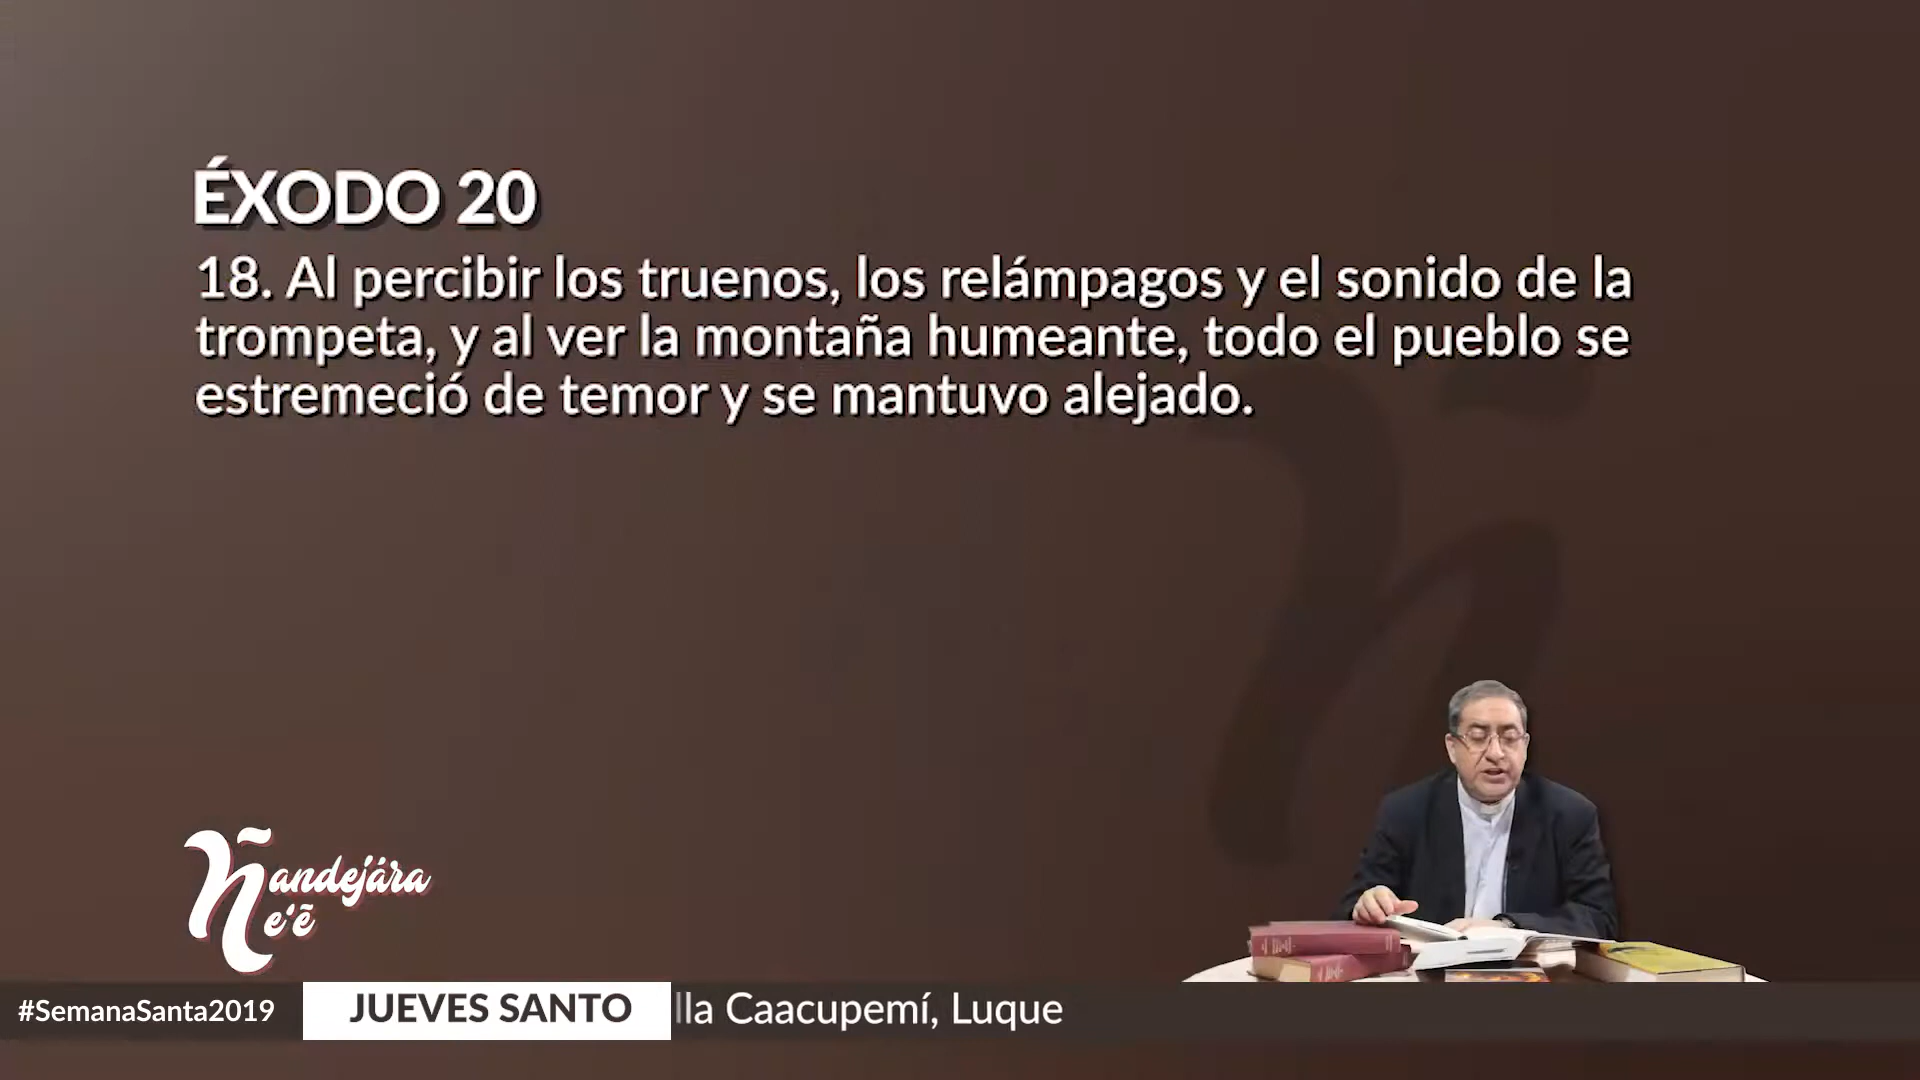 ÉXODO 20
18. Al percibir los truenos, los relámpagos y el sonido de la
trompeta, y al ver la montaña humeante, todo el pueblo se
estremeció de temor y se mantuvo alejado.
Ñandejára
Ñe'ẽ
#SemanaSanta2019
JUEVES SANTO
lla Caacupemí, Luque